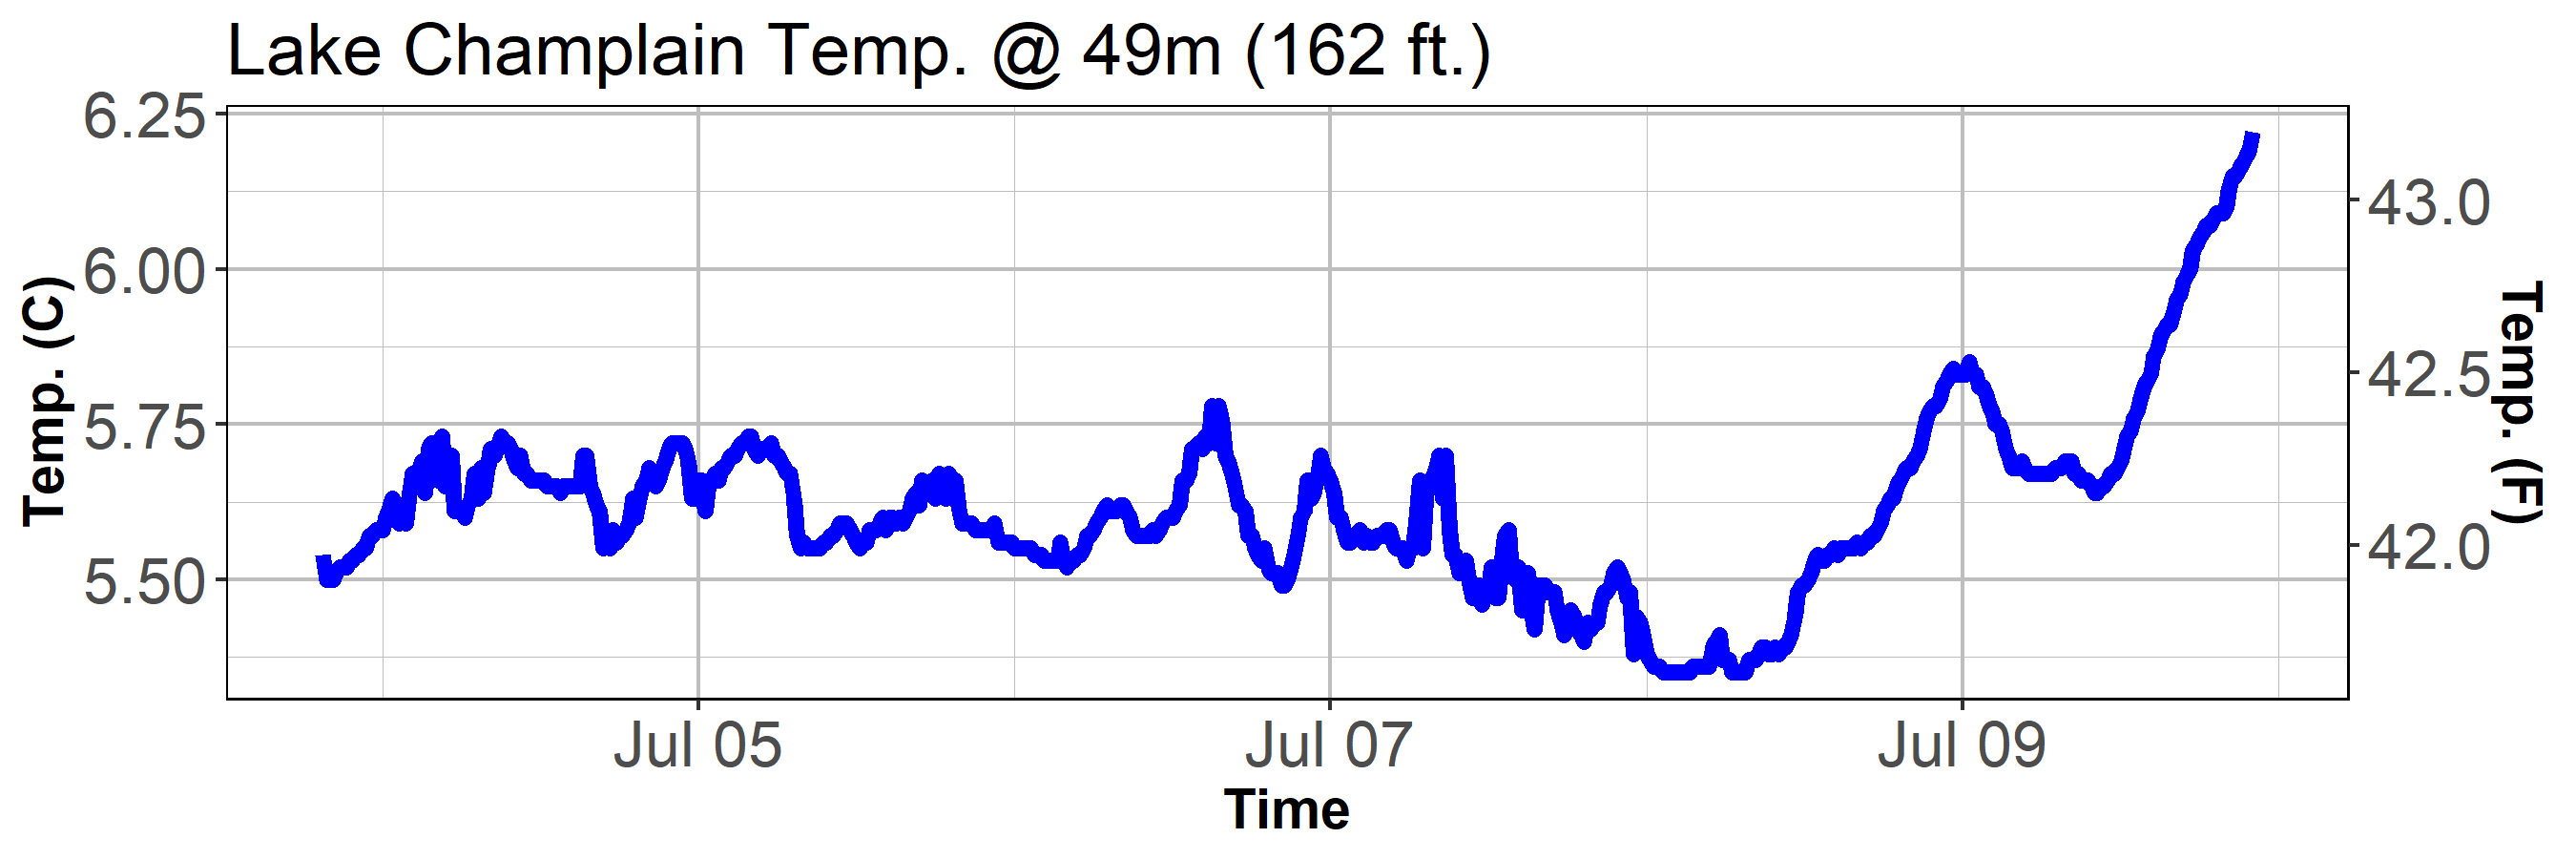 Lake Champlain Temp. @ 49m (162 ft.)
6.25
6.00
5.75
5.50
Temp. (C)
43.0
42.5
42.0
Temp. (F)
Jul 05
Jul 07
Jul 09
Time